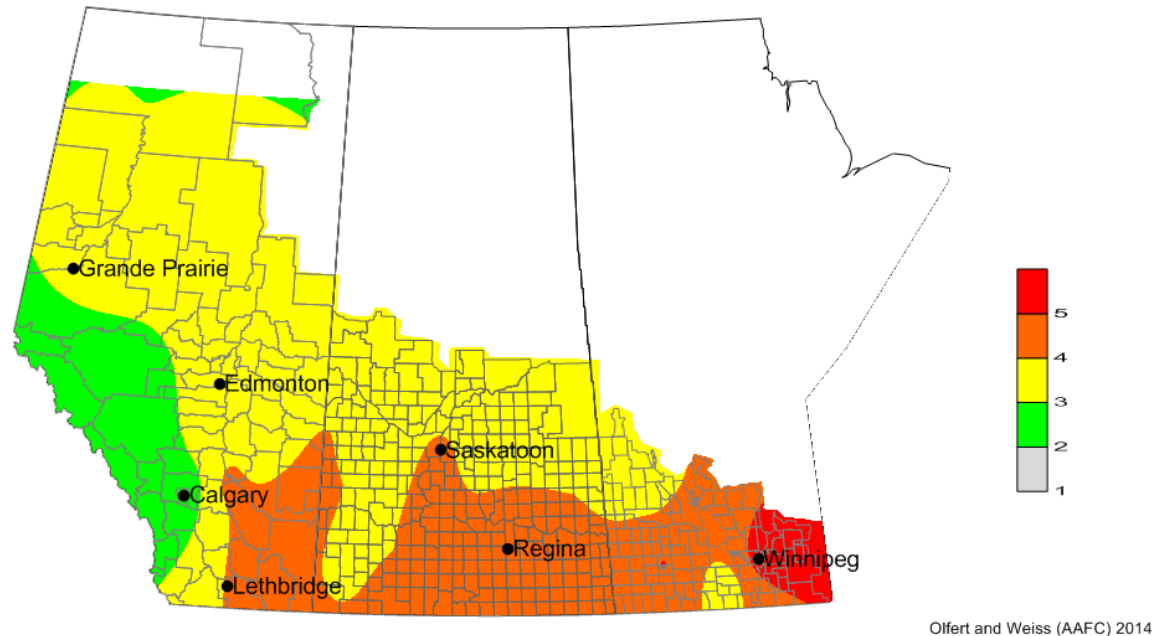 Grande Prairie
Edmonton
Saskatoon
Calgary
Regina
Winnipeg
Lethbridge
5
4
3
2
1
Olfert and Weiss (AAFC) 2014